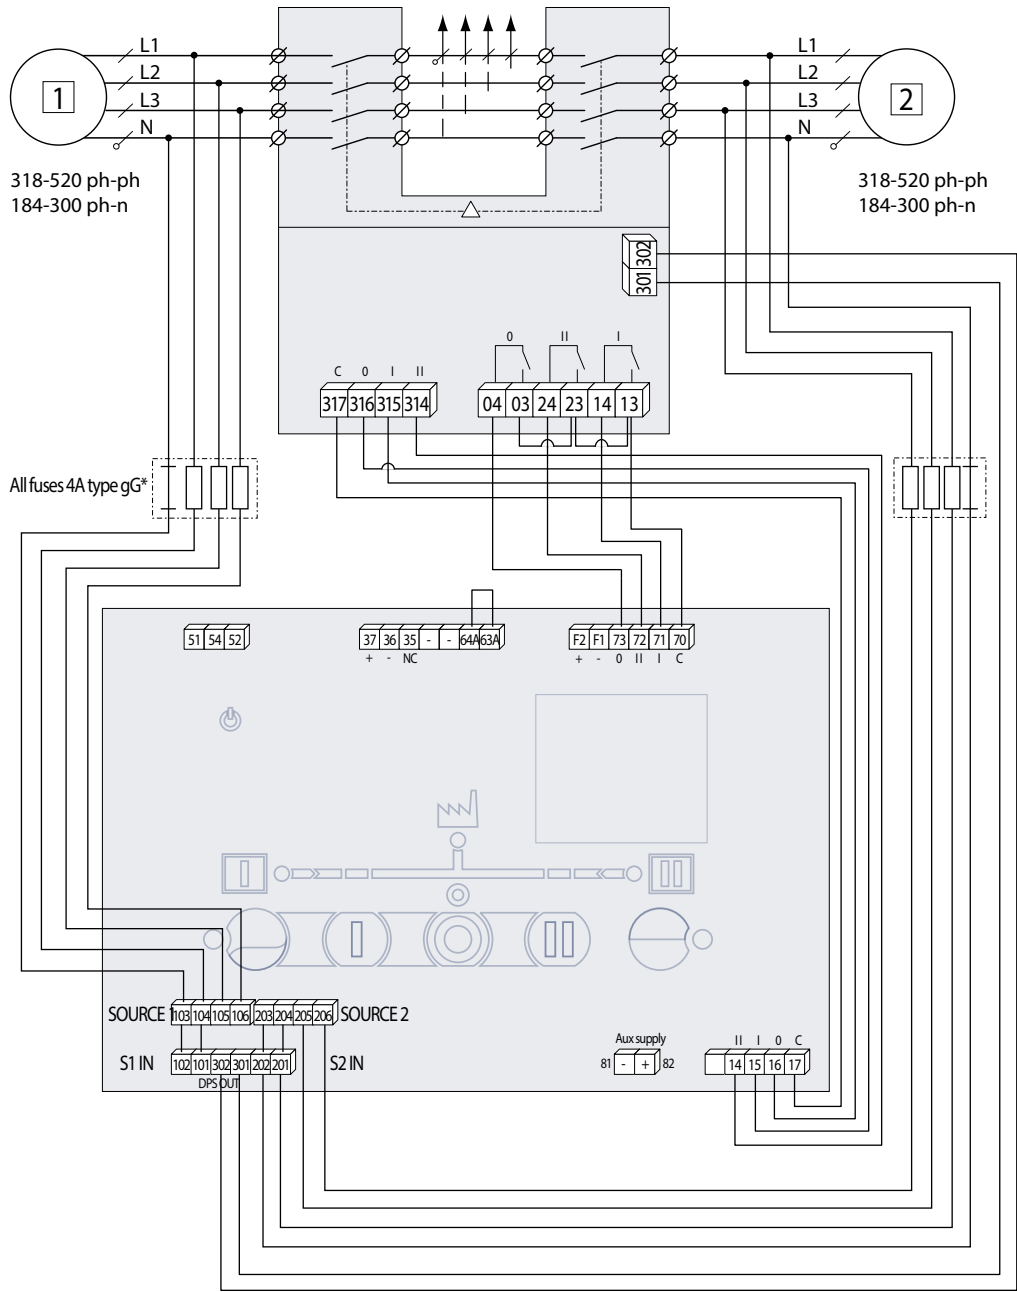 L1 L1
L2 L2
1 L3 L3 2
N N
318-520 ph-ph 318-520 ph-ph
184-300 ph-n 184-300 ph-n
302
301
0 II I
C 0 I II
317 316 315 314 04 03 24 23 14 13
All fuses 4A type gG*
51 54 52 37 36 35 - - 64A 63A F2 F1 73 72 71 70
+ - NC + - 0 II I C
SOURCE 1 103 104 105 106 203 204 205 206 SOURCE 2
Aux supply II I 0 C
S1 IN 102 101 302 301 202 201 S2 IN 81 - + 82 14 15 16 17
DPS OUT